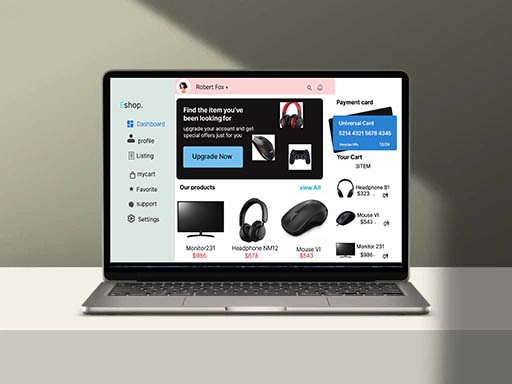 Eshop.
Robert Fox
Dashboard
profile
Listing
mycart
Favorite
support
Settings
Find the item you've
been looking for
upgrade your account and get
special offers just for you
Upgrade Now
Our products
view All
Monitor231
$986
Headphone NM12
$678
Mouse VI
$543
Payment card
Universal Card
5214 4321 5678 4345
12/24
Your Cart
3ITEM
Headphone B1
$323
Mouse VI
$543
Monitor 231
$986